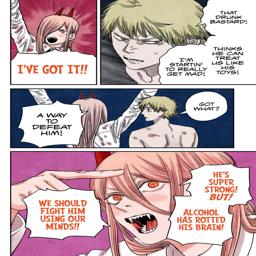 THAT
DRUNK
BASTARD!
THINKS
HE CAN
TREAT
US LIKE
HIS
TOYS!
I'M
STARTIN'
TO REALLY
GET MAD!
I'VE GOT IT!!
GOT
WHAT?
A WAY
TO
DEFEAT
HIM!
HE'S
SUPER
STRONG!
BUT!
ALCOHOL
HAS ROTTED
HIS BRAIN!
WE SHOULD
FIGHT HIM
USING OUR
MINDS!!